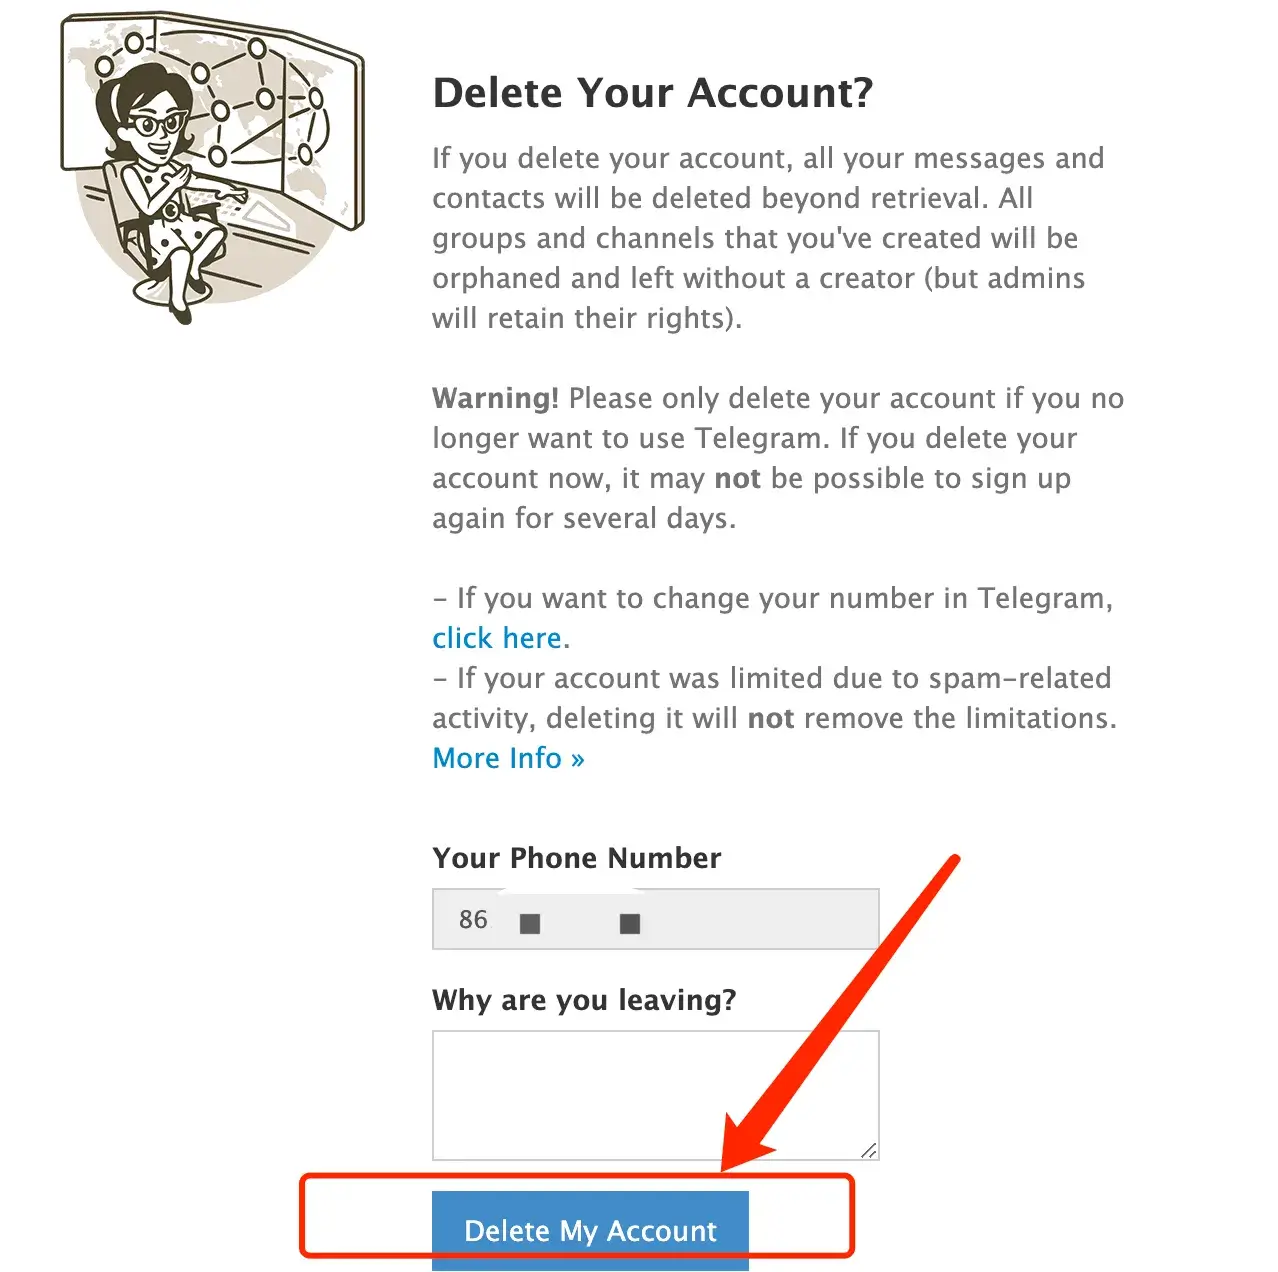 Delete Your Account?
If you delete your account, all your messages and
contacts will be deleted beyond retrieval. All
groups and channels that you've created will be
orphaned and left without a creator (but admins
will retain their rights).
Warning! Please only delete your account if you no
longer want to use Telegram. If you delete your
account now, it may not be possible to sign up
again for several days.
– If you want to change your number in Telegram,
click here.
– If your account was limited due to spam–related
activity, deleting it will not remove the limitations.
More Info »
Your Phone Number
86
Why are you leaving?
Delete My Account